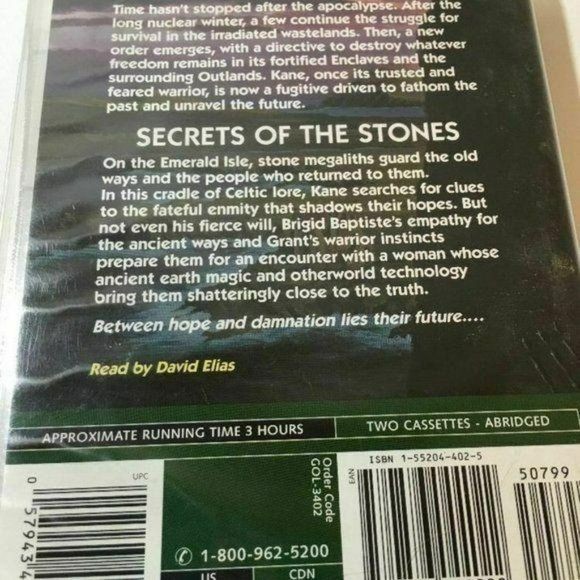 Time hasn't stopped after the apocalypse. After the
long nuclear winter, a few continue the struggle for
survival in the irradiated wastelands. Then, a new
order emerges, with a directive to destroy whatever
freedom remains in its fortified Enclaves and the
surrounding Outlands. Kane, once its trusted and
feared warrior, is now a fugitive driven to fathom the
past and unravel the future.
SECRETS OF THE STONES
On the Emerald Isle, stone megaliths guard the old
ways and the people who returned to them.
In this cradle of Celtic lore, Kane searches for clues
to the fateful enmity that shadows their hopes. But
not even his fierce will, Brigid Baptiste's empathy for
the ancient ways and Grant's warrior instincts
prepare them for an encounter with a woman whose
ancient earth magic and otherworld technology
bring them shatteringly close to the truth.
Between hope and damnation lies their future....
Read by David Elias
APPROXIMATE RUNNING TIME 3 HOURS
TWO CASSETTES - ABRIDGED
UPC
0 57943 4
Order Code
GOL-3402
1-800-962-5200
US
CDN
ISBN 1-55204-402-5
EAN
50799